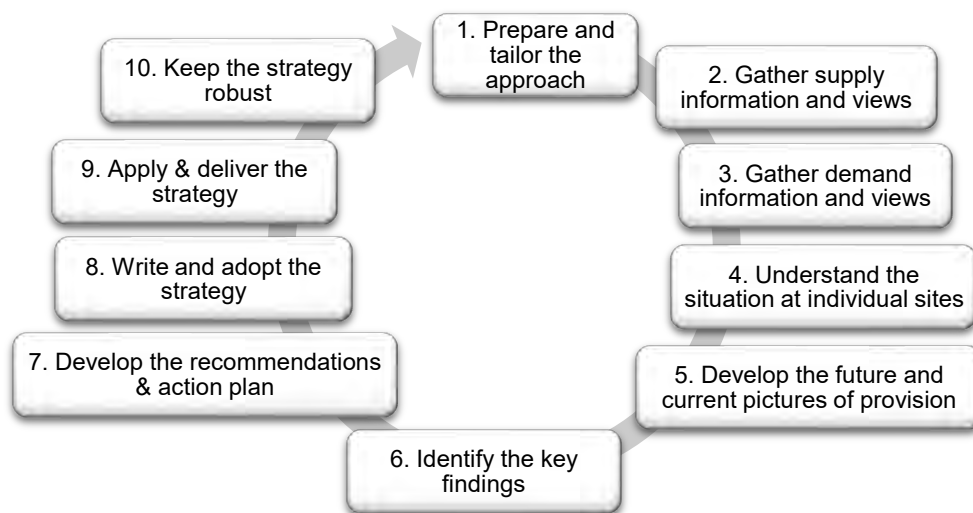 1. Prepare and
tailor the
approach
2. Gather supply
information and views
3. Gather demand
information and views
4. Understand the
situation at individual sites
5. Develop the future and
current pictures of provision
6. Identify the key
findings
7. Develop the recommendations
& action plan
8. Write and adopt the
strategy
9. Apply & deliver the
strategy
10. Keep the strategy
robust